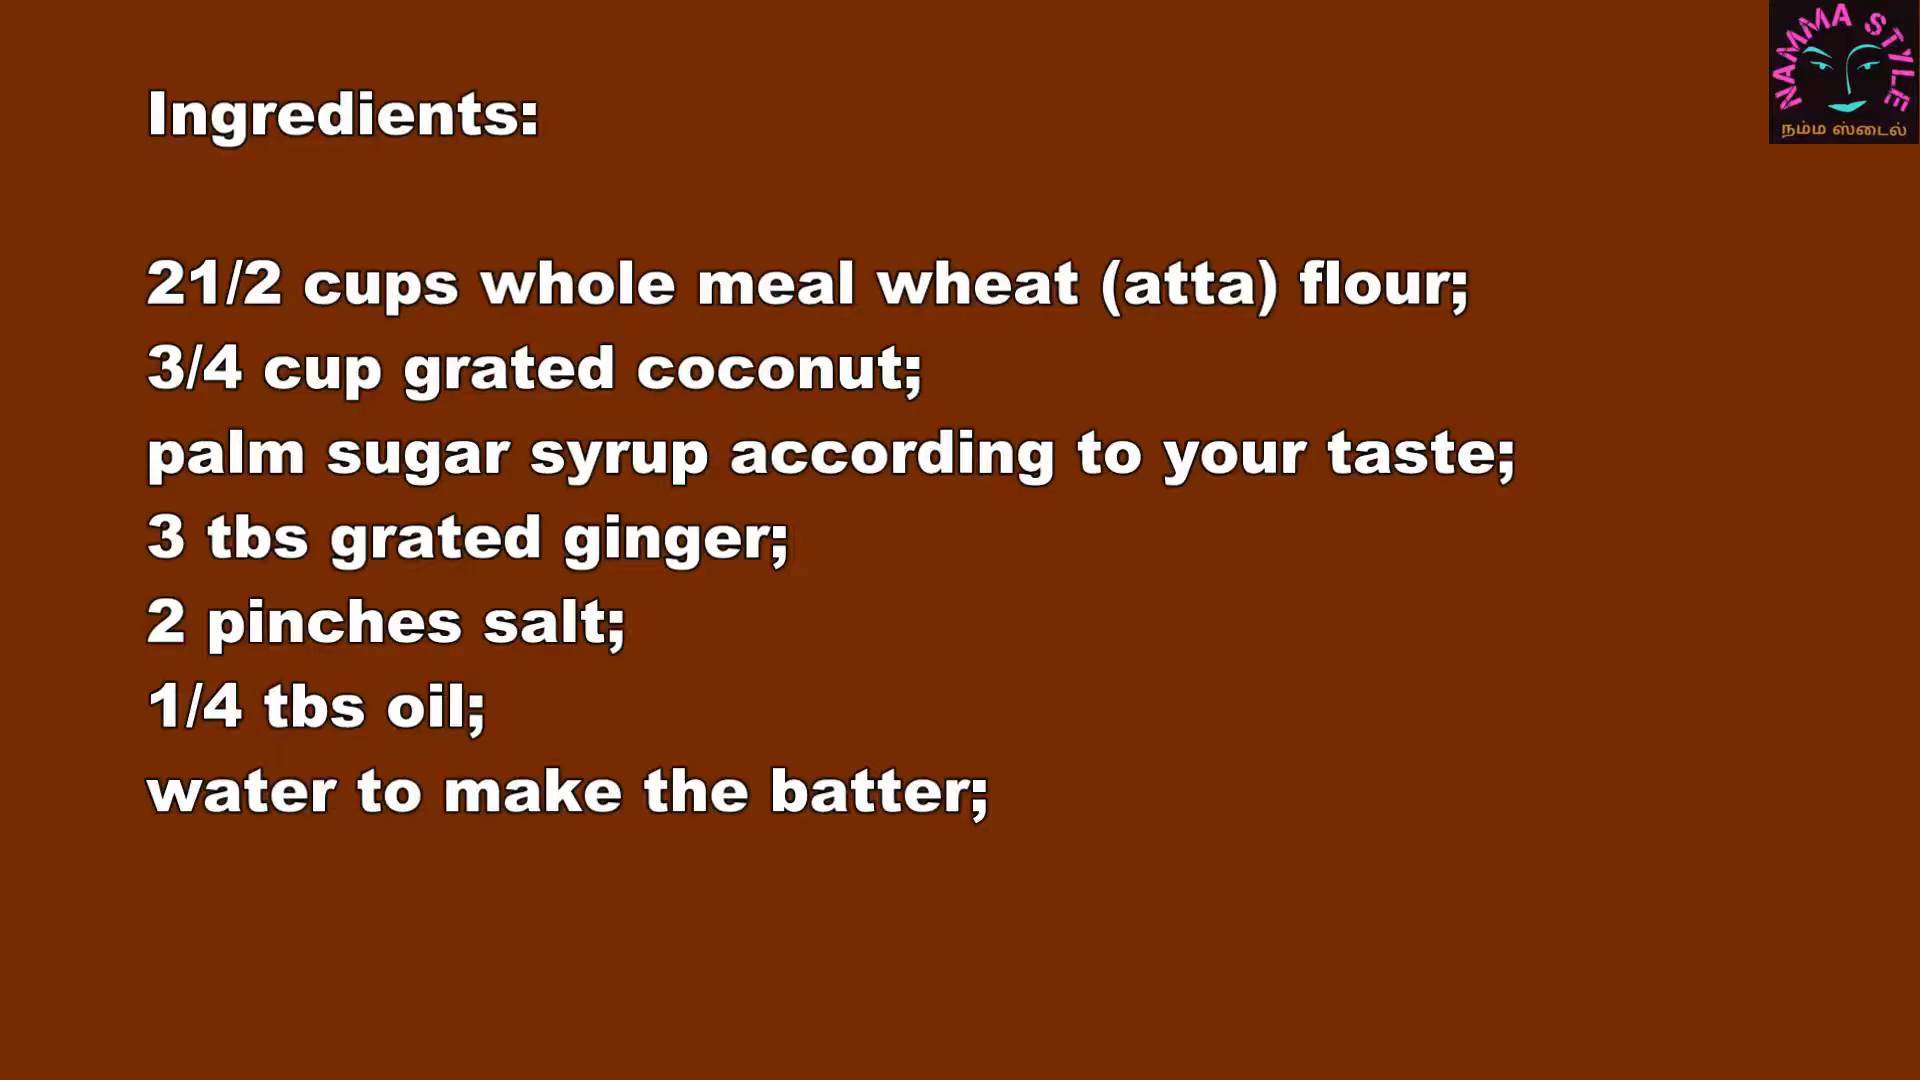 NAMMA STYLE
நம்ம ஸ்டைல்
Ingredients:
21/2 cups whole meal wheat (atta) flour;
3/4 cup grated coconut;
palm sugar syrup according to your taste;
3 tbs grated ginger;
2 pinches salt;
1/4 tbs oil;
water to make the batter;